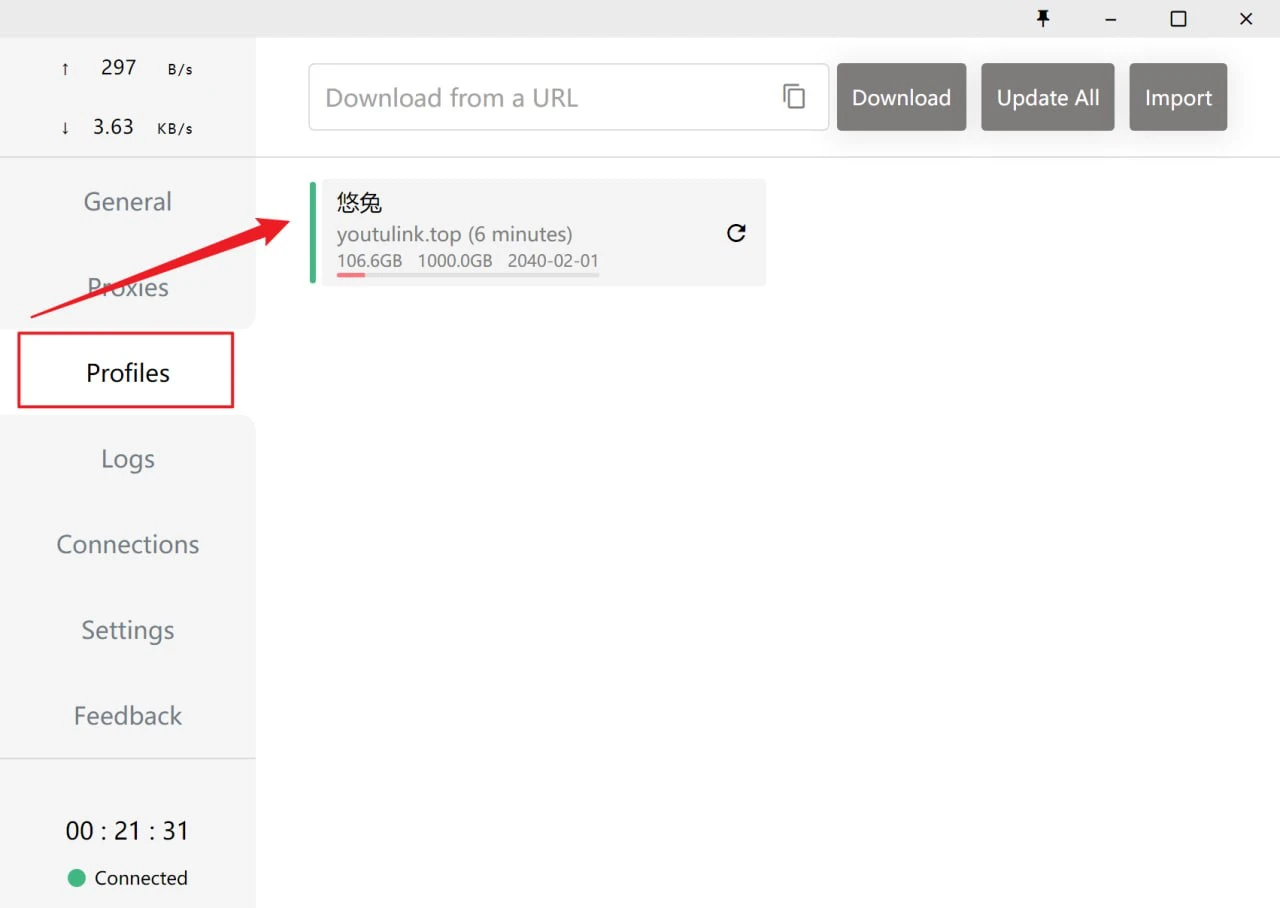 ↑ 297 B/s
↓ 3.63 KB/s
Download from a URL
Download
Update All
Import
General
Proxies
Profiles
Logs
Connections
Settings
Feedback
悠兔
youtulink.top (6 minutes)
106.6GB 1000.0GB 2040-02-01
00 : 21 : 31
Connected